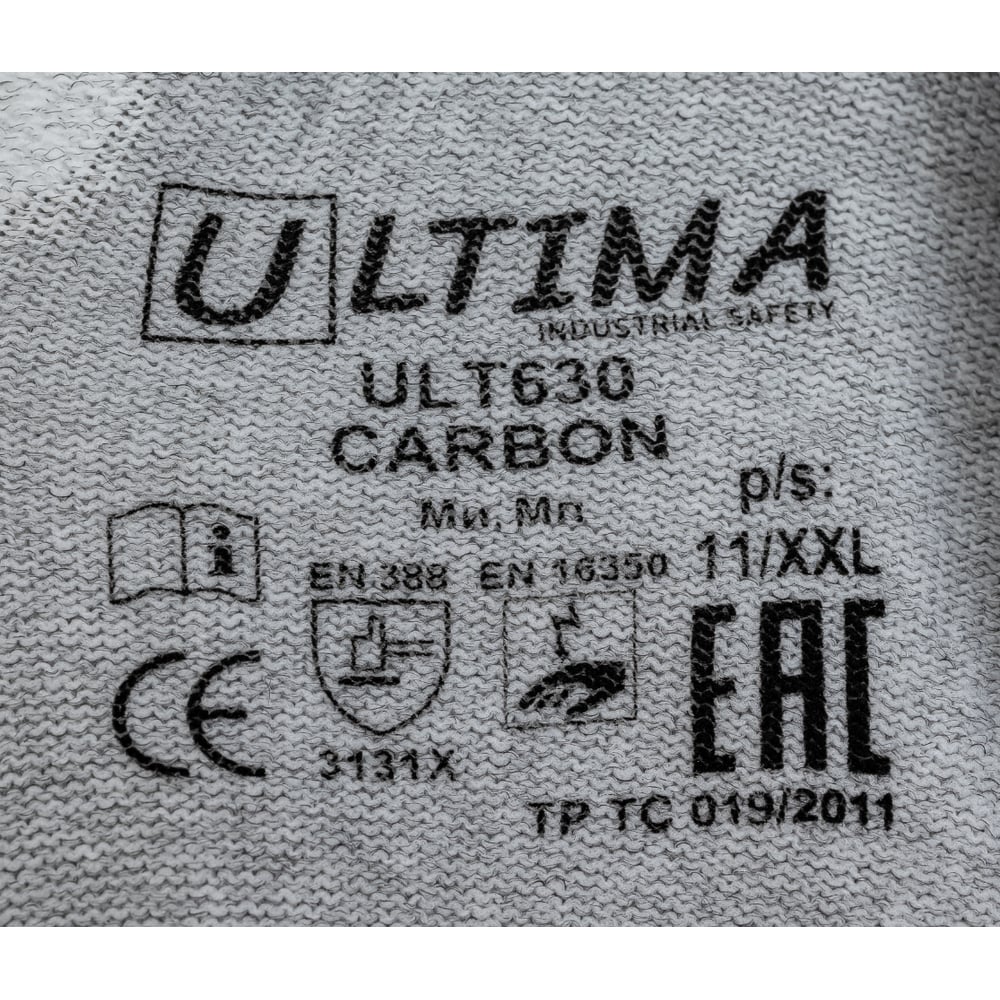 ULTIMA
INDUSTRIAL SAFETY
ULT630
CARBON
Ми, Мп
p/s:
11/XXL
EN 388
EN 16350
i
CE
3131X
EAC
ТР ТС 019/2011